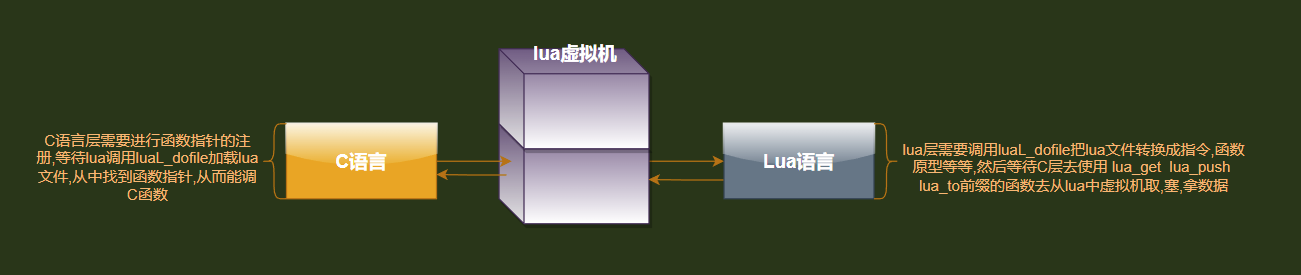 lua虚拟机
C语言层需要进行函数指针的注
册,等待lua调用luaL_dofile加载lua
文件,从中找到函数指针,从而能调
C函数
C语言
Lua语言
lua层需要调用luaL_dofile把lua文件转换成指令,函数
原型等等,然后等待C层去使用 lua_get lua_push
lua_to前缀的函数去从lua中虚拟机取,塞,拿数据